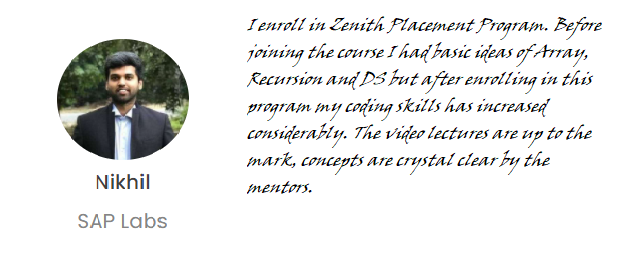 I enroll in Zenith Placement Program. Before
joining the course I had basic ideas of Array,
Recursion and DS but after enrolling in this
program my coding skills has increased
considerably. The video lectures are up to the
mark, concepts are crystal clear by the
mentors.
Nikhil
SAP Labs